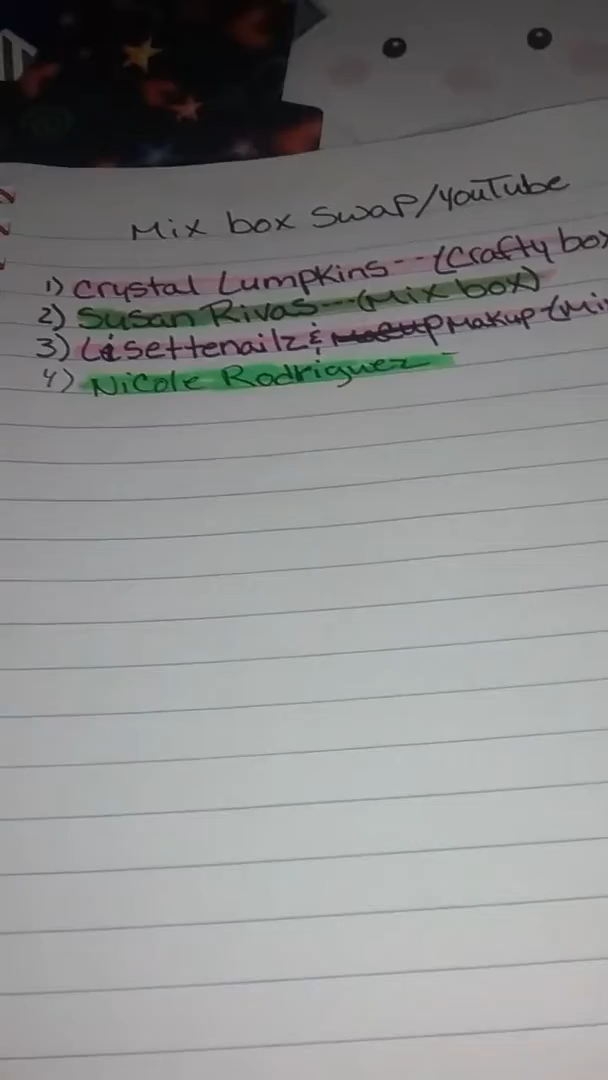 Mix box Swap/YouTube
1) Crystal Lumpkins--(Crafty box
2) Susan Rivas---(Mix box)
3) Lisettenailz & Makup-(Mi
4) Nicole Rodriguez -